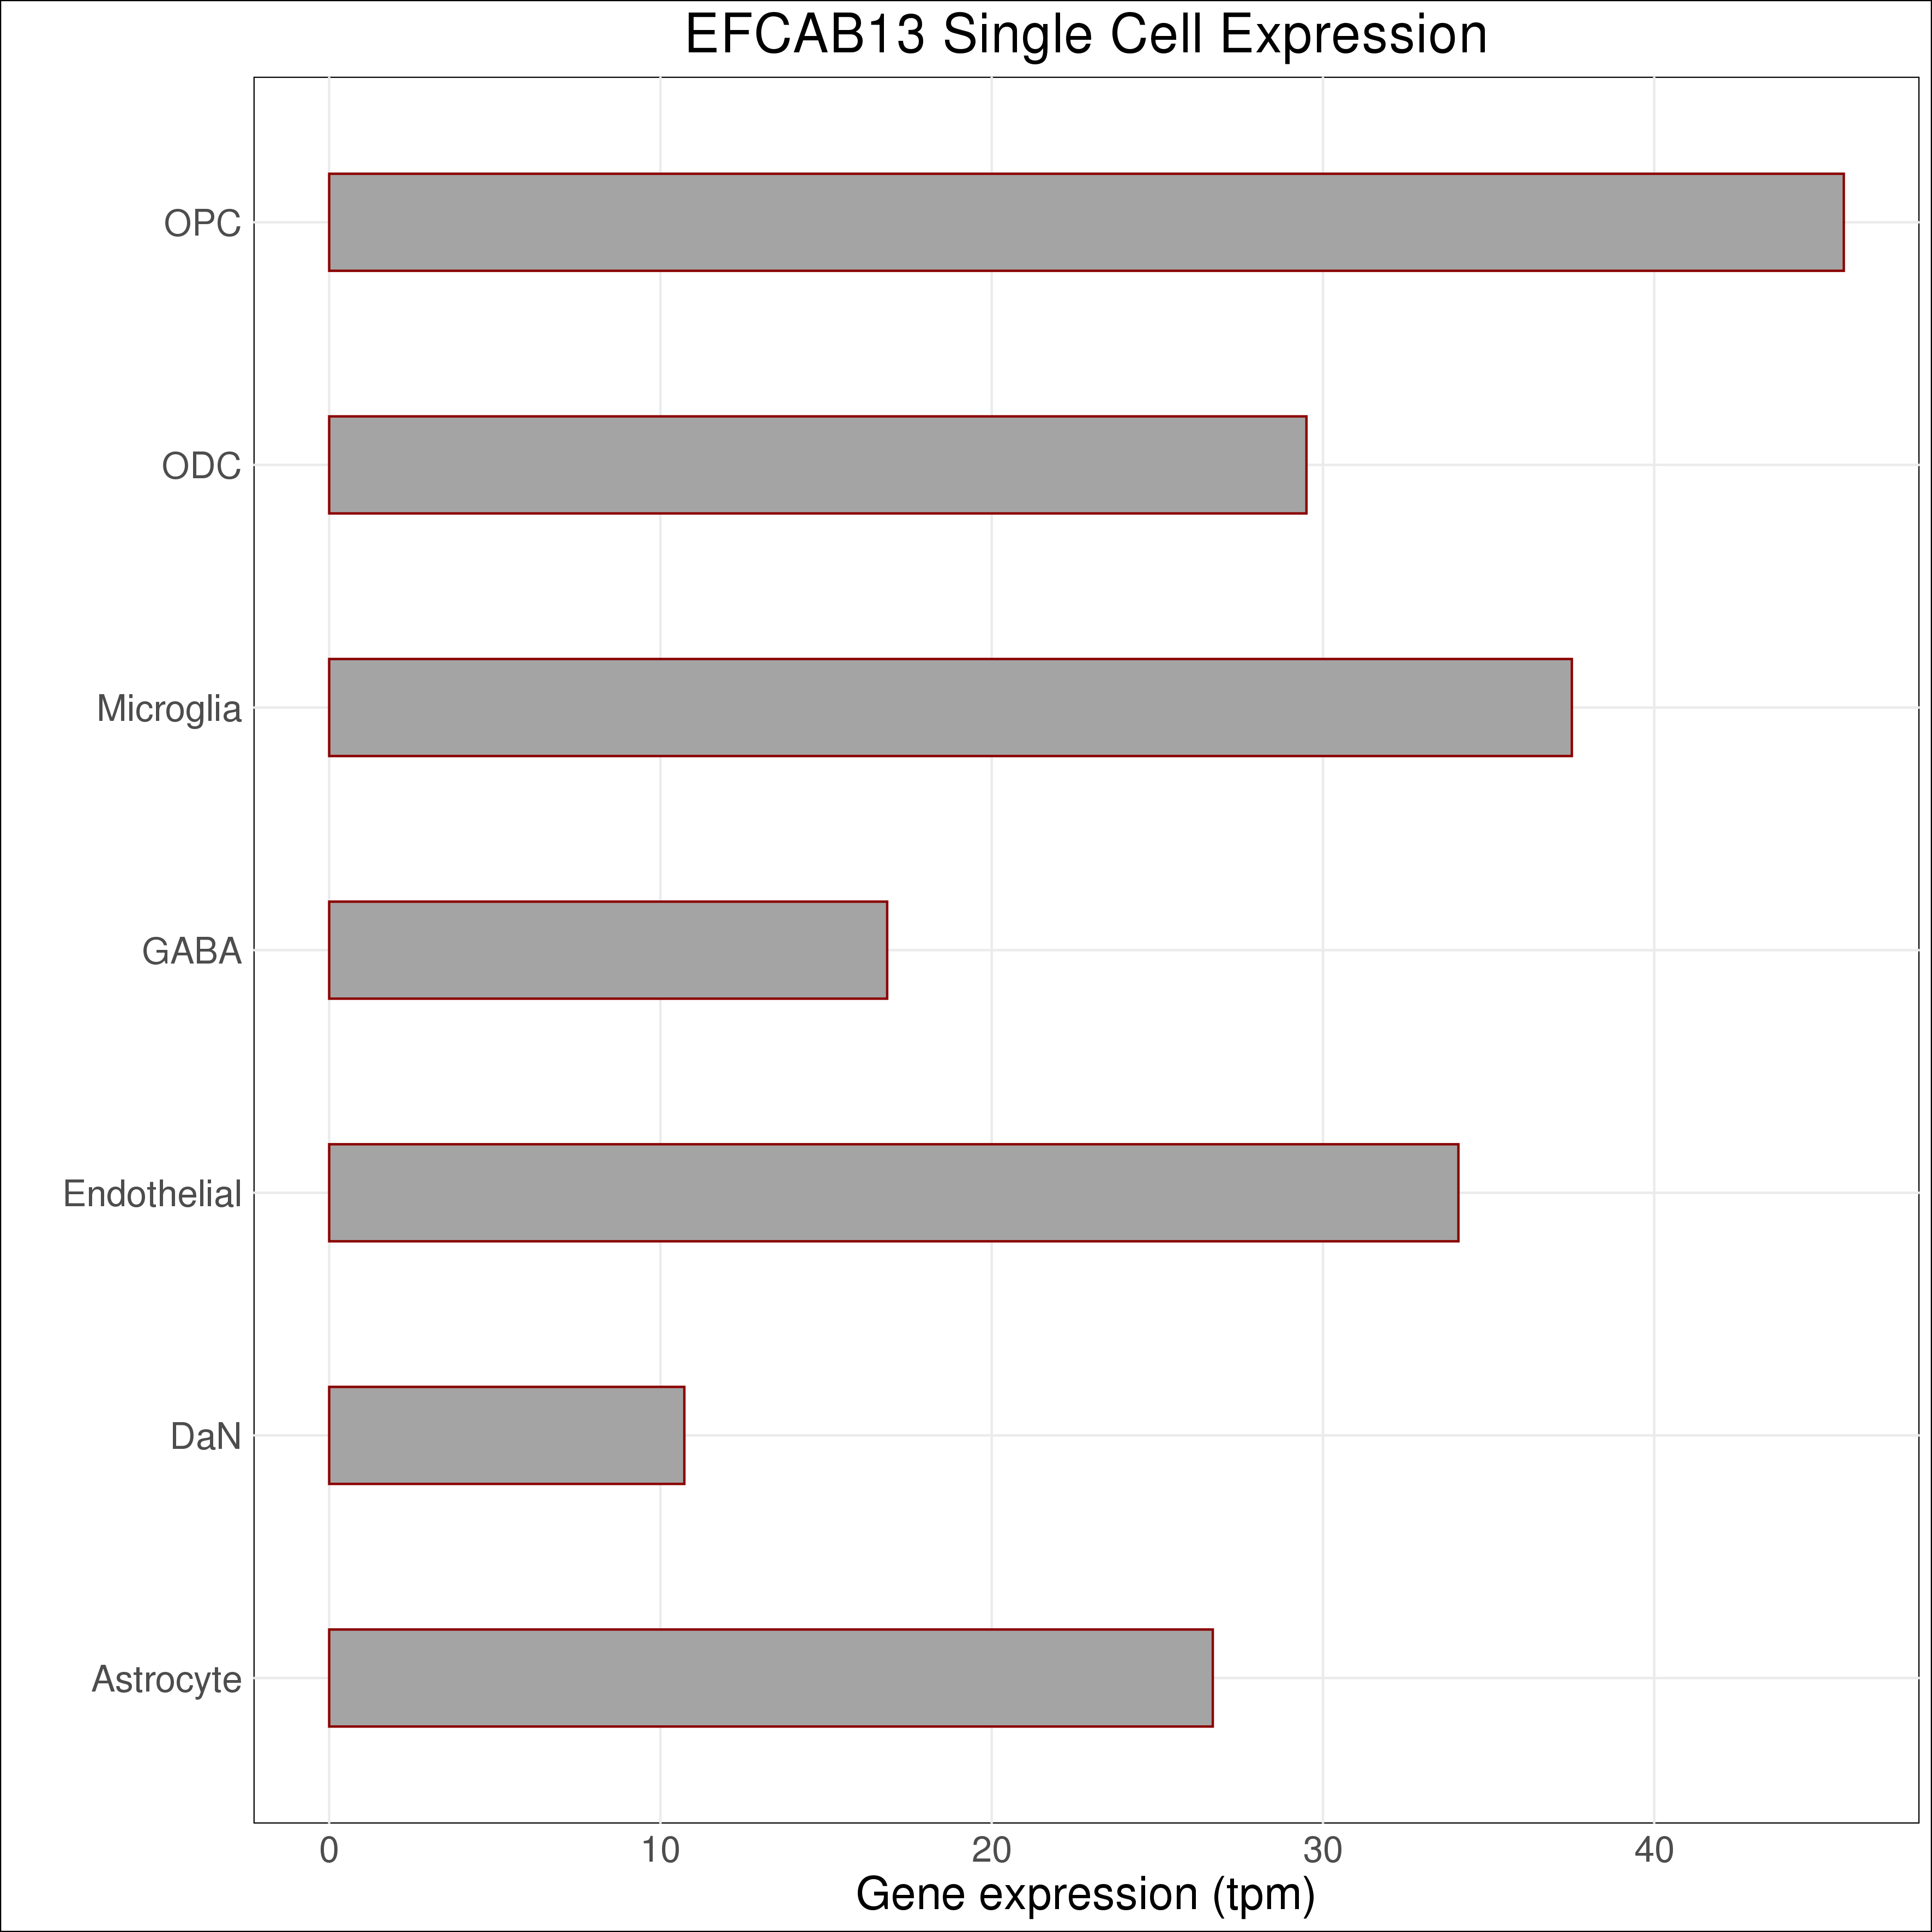 EFCAB13 Single Cell Expression
OPC
ODC
Microglia
GABA
Endothelial
DaN
Astrocyte
0 10 20 30 40
Gene expression (tpm)